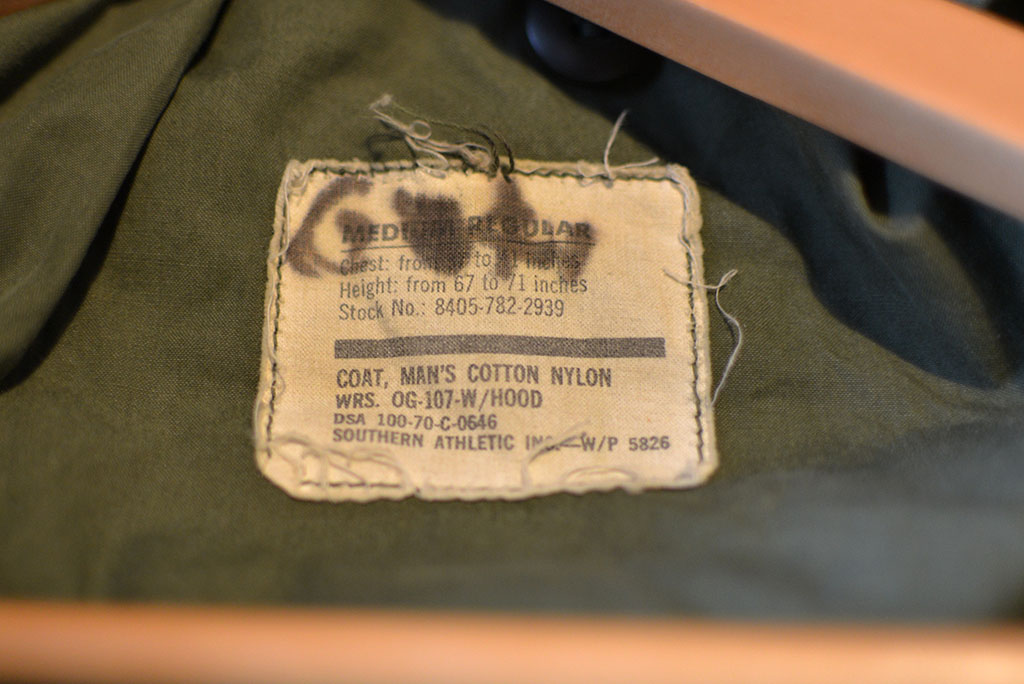 MEDIUM REGULAR
Chest: from to inches
Height: from 67 to 71 inches
Stock No.: 8405-782-2939
COAT, MAN'S COTTON NYLON
WRS. OG-107-W/HOOD
DSA 100-70-C-0646
SOUTHERN ATHLETIC INC.—W/P 5826